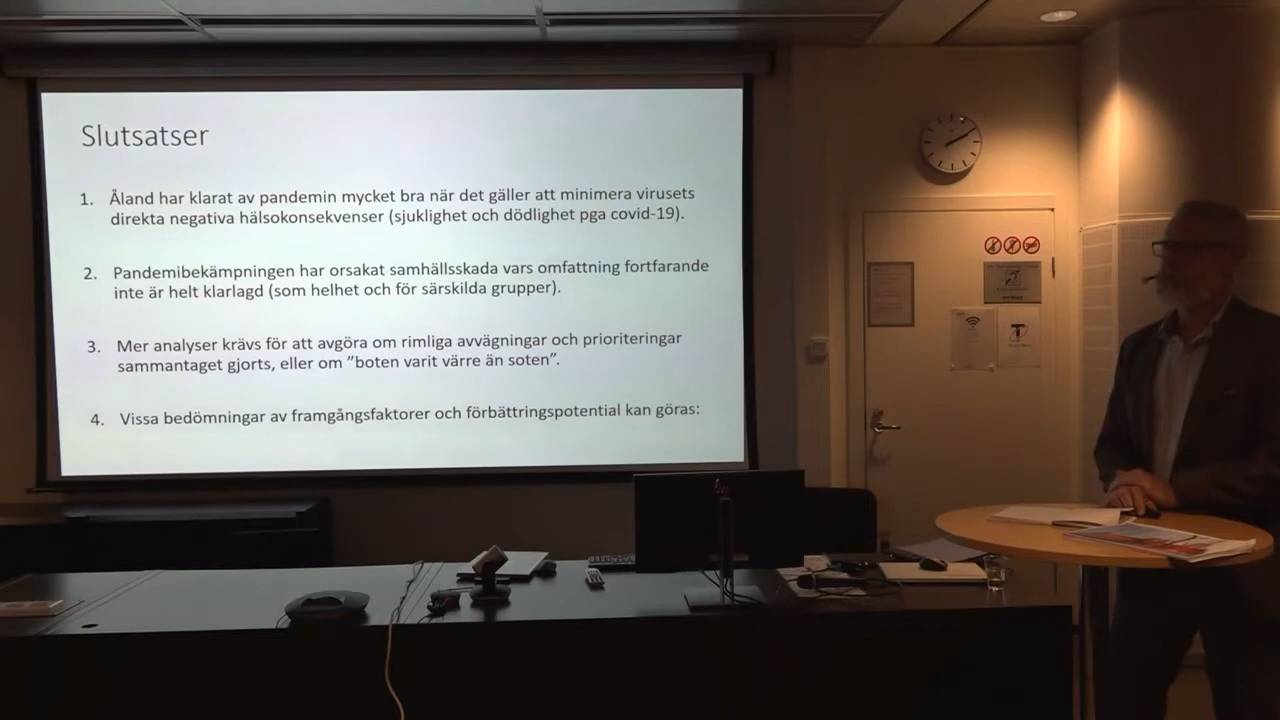 Slutsatser
1. Åland har klarat av pandemin mycket bra när det gäller att minimera virusets
direkta negativa hälsokonsekvenser (sjuklighet och dödlighet pga covid-19).
2. Pandemibekämpningen har orsakat samhällsskada vars omfattning fortfarande
inte är helt klarlagd (som helhet och för särskilda grupper).
3. Mer analyser krävs för att avgöra om rimliga avvägningar och prioriteringar
sammantaget gjorts, eller om ”boten varit värre än soten”.
4. Vissa bedömningar av framgångsfaktorer och förbättringspotential kan göras: